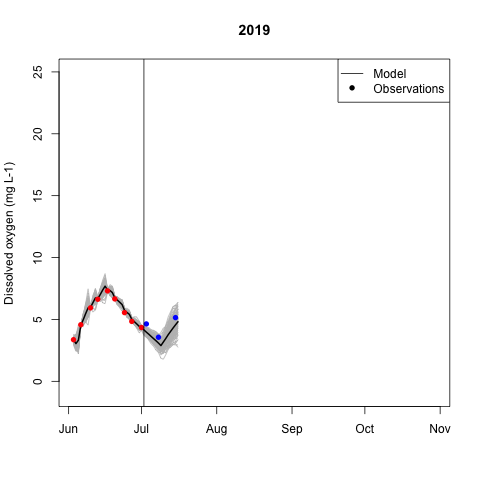 2019
Model
Observations
Dissolved oxygen (mg L-1)
25
20
15
10
5
0
Jun Jul Aug Sep Oct Nov